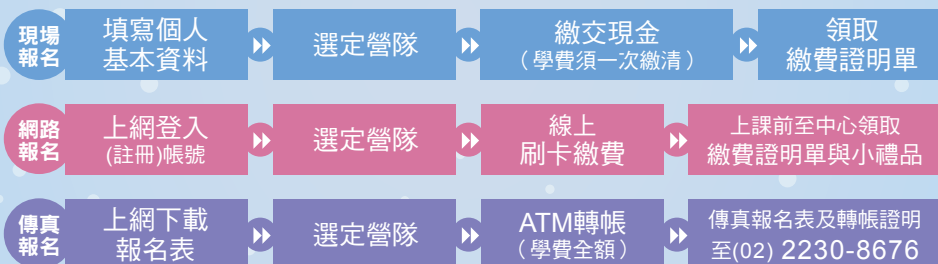 現場
報名
填寫個人
基本資料
選定營隊
繳交現金
（學費須一次繳清）
領取
繳費證明單
網路
報名
上網登入
(註冊)帳號
選定營隊
線上
刷卡繳費
上課前至中心領取
繳費證明單與小禮品
傳真
報名
上網下載
報名表
選定營隊
ATM轉帳
（學費全額）
傳真報名表及轉帳證明
至(02) 2230-8676